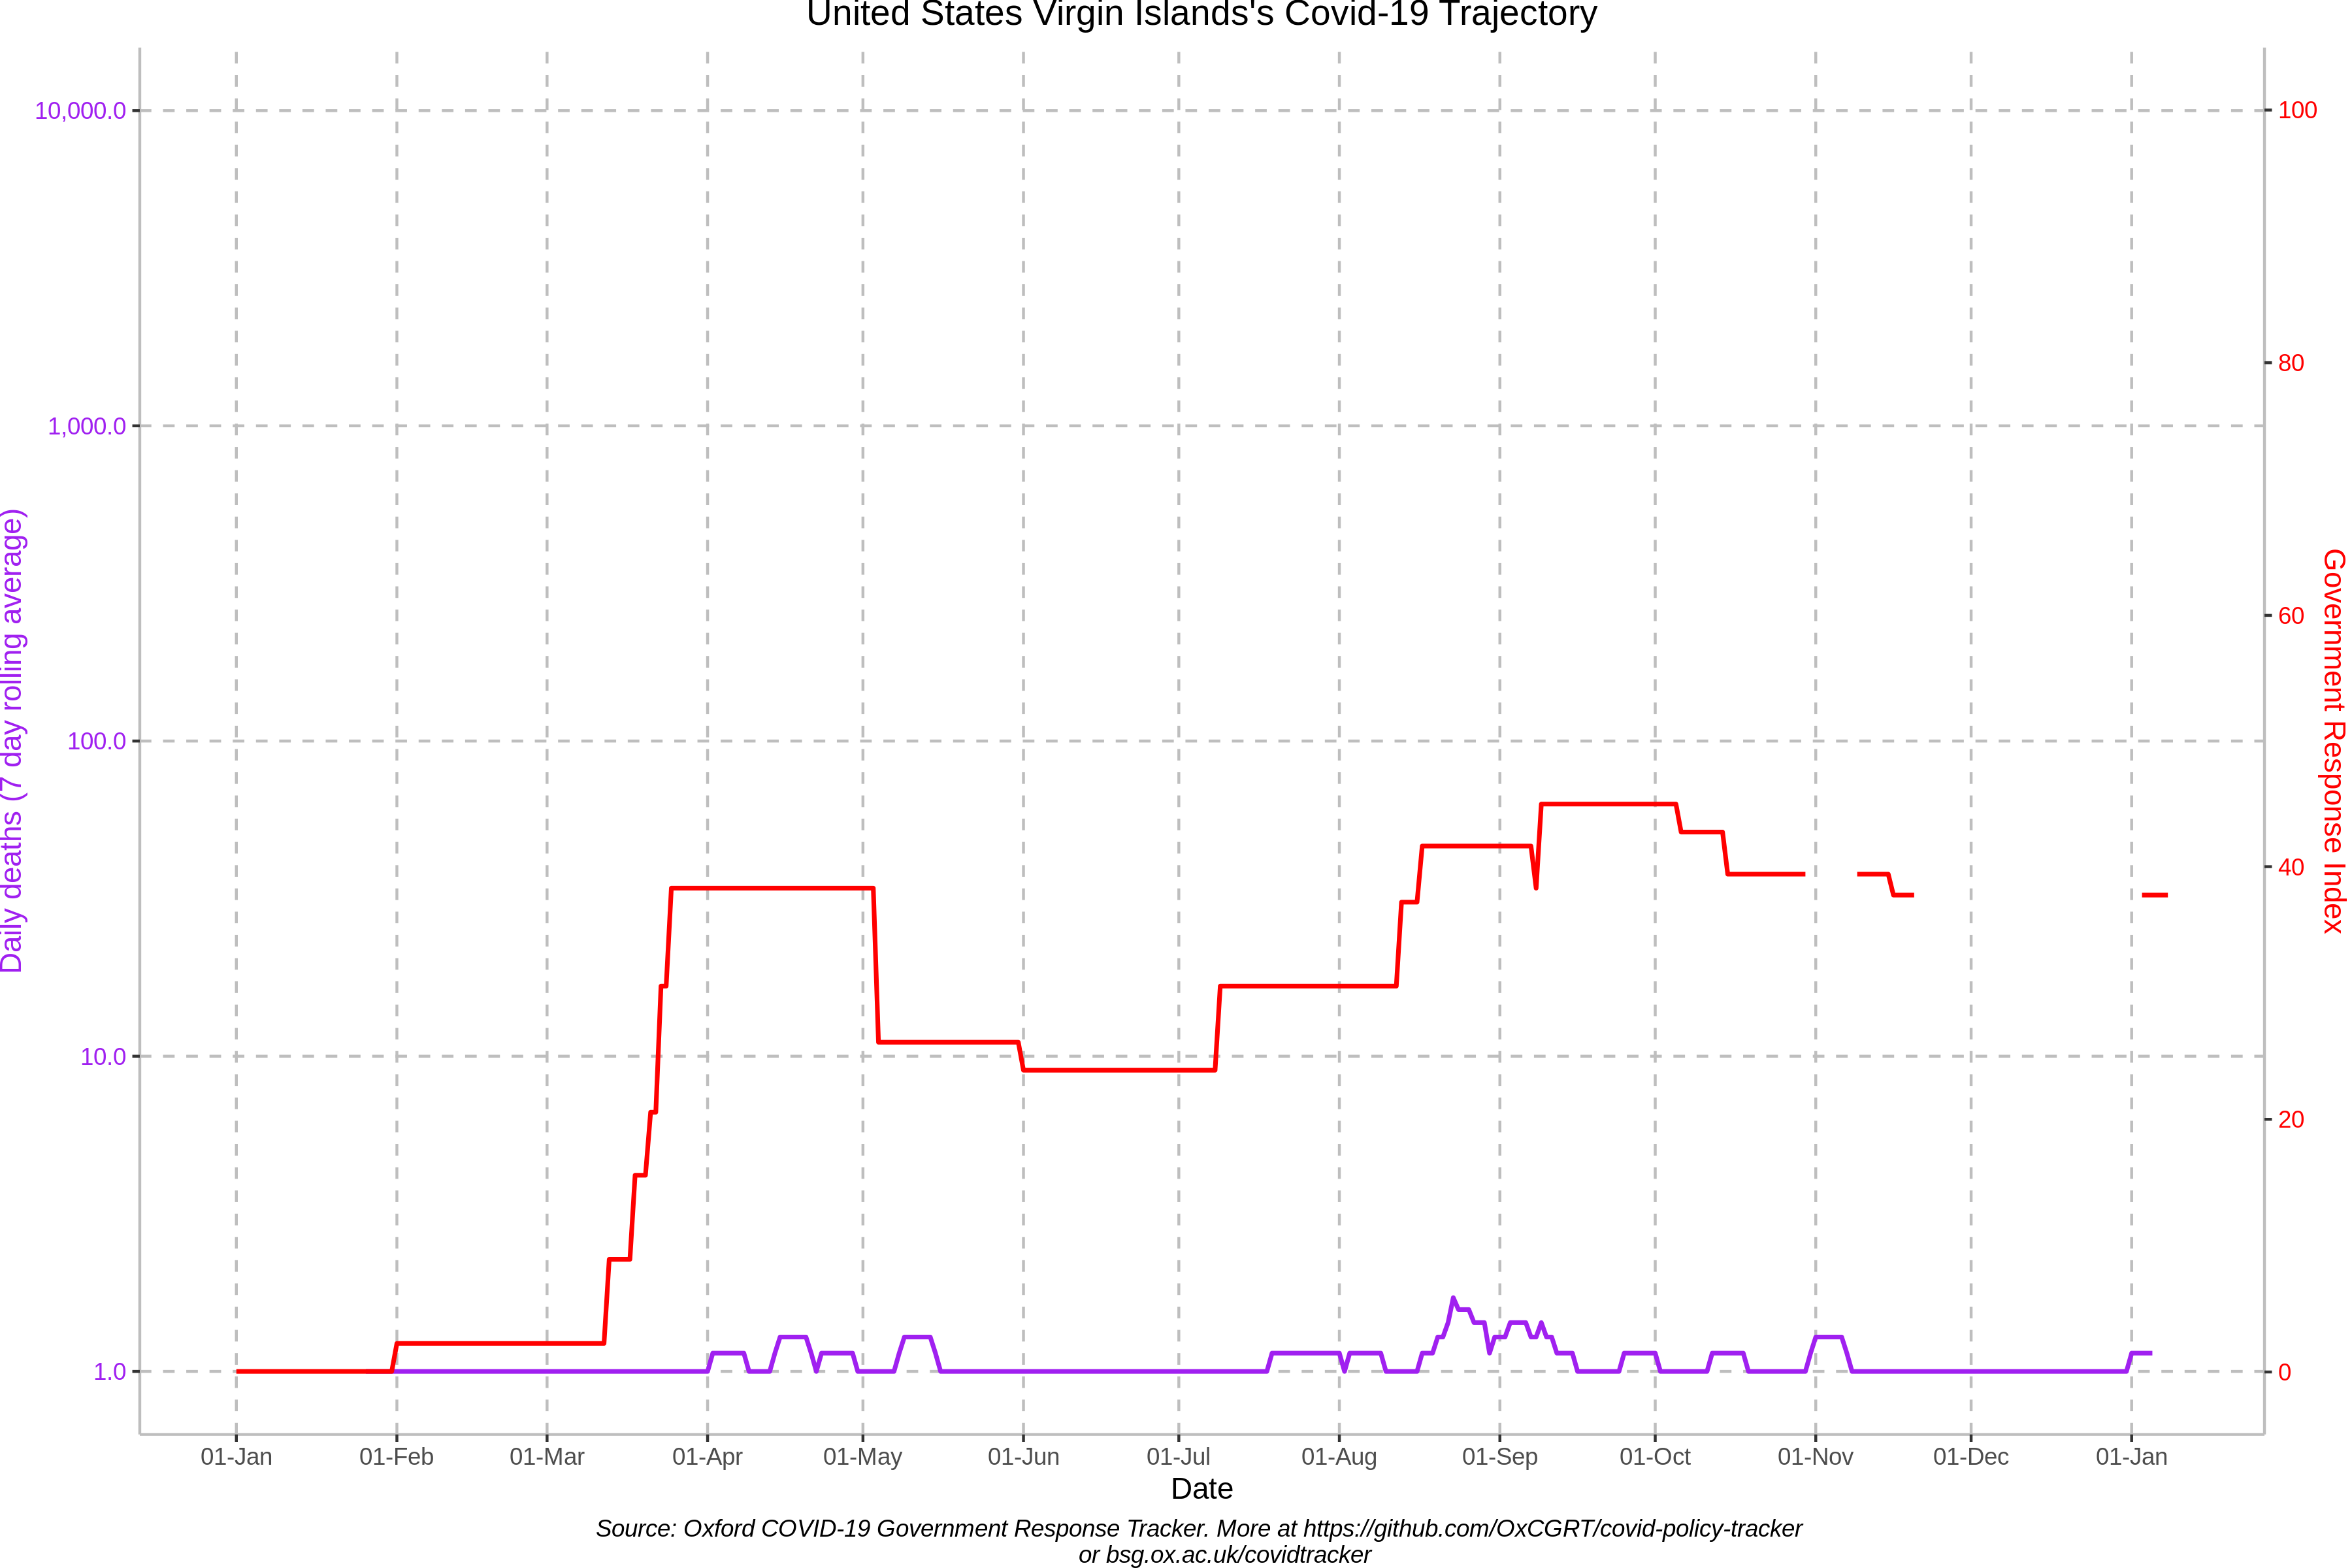 United States Virgin Islands's Covid-19 Trajectory
10,000.0
1,000.0
100.0
10.0
1.0
Daily deaths (7 day rolling average)
100
80
60
40
20
0
Government Response Index
01-Jan 01-Feb 01-Mar 01-Apr 01-May 01-Jun 01-Jul 01-Aug 01-Sep 01-Oct 01-Nov 01-Dec 01-Jan
Date
Source: Oxford COVID-19 Government Response Tracker. More at https://github.com/OxCGRT/covid-policy-tracker
or bsg.ox.ac.uk/covidtracker